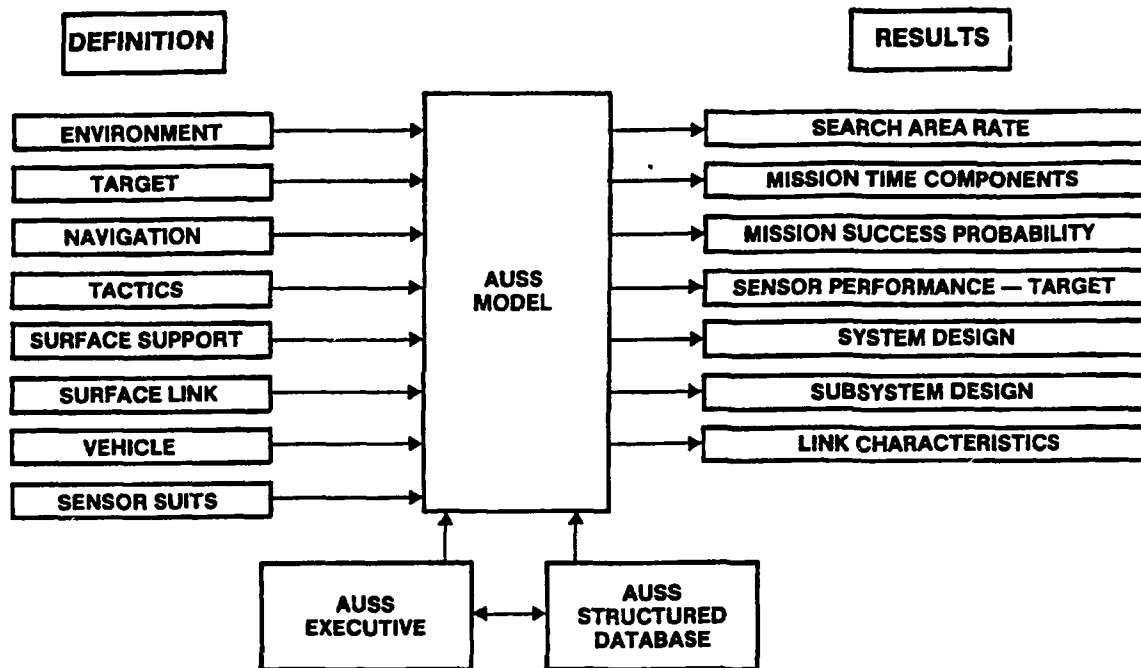 DEFINITION
RESULTS
ENVIRONMENT
TARGET
NAVIGATION
TACTICS
SURFACE SUPPORT
SURFACE LINK
VEHICLE
SENSOR SUITS
AUSS
MODEL
SEARCH AREA RATE
MISSION TIME COMPONENTS
MISSION SUCCESS PROBABILITY
SENSOR PERFORMANCE — TARGET
SYSTEM DESIGN
SUBSYSTEM DESIGN
LINK CHARACTERISTICS
AUSS
EXECUTIVE
AUSS
STRUCTURED
DATABASE